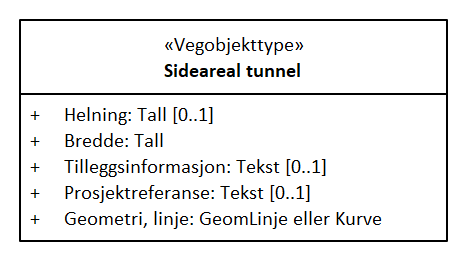 «Vegobjekttype»
Sideareal tunnel
+ Helning: Tall [0..1]
+ Bredde: Tall
+ Tilleggsinformasjon: Tekst [0..1]
+ Prosjektreferanse: Tekst [0..1]
+ Geometri, linje: GeomLinje eller Kurve